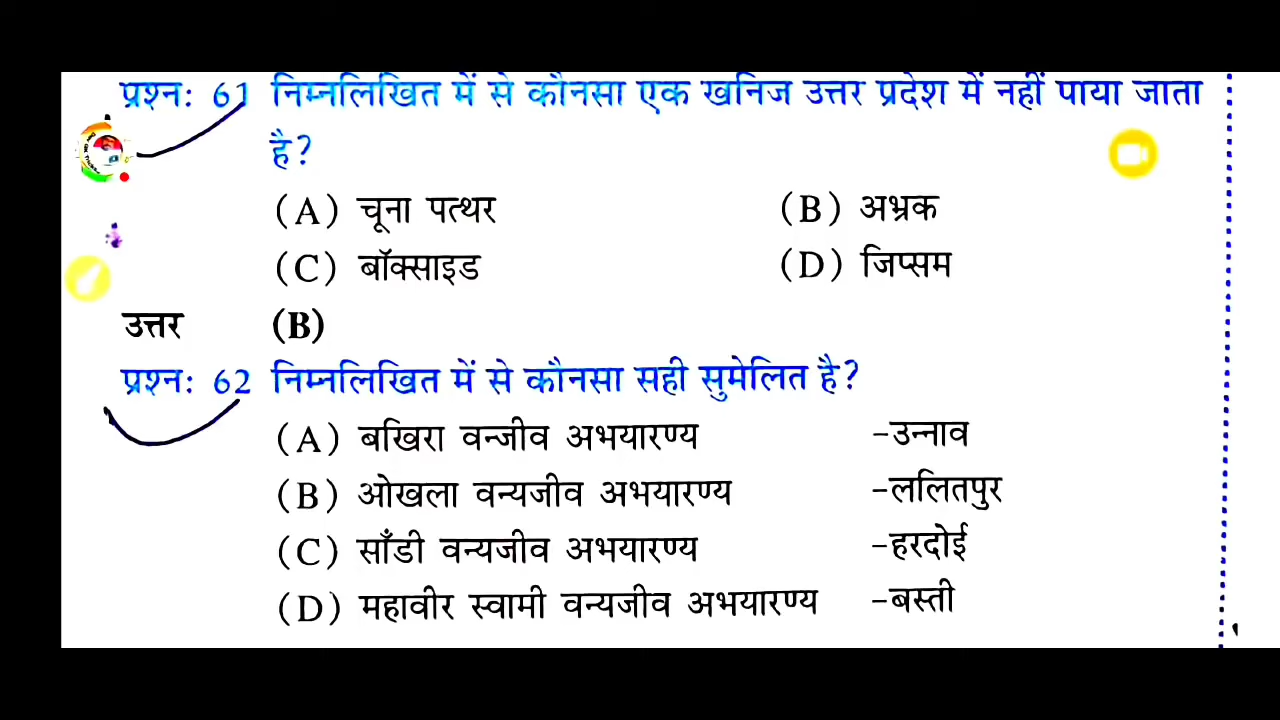 प्रश्न: 61 निम्नलिखित में से कौनसा एक खनिज उत्तर प्रदेश में नहीं पाया जाता
है?
(A) चूना पत्थर (B) अभ्रक
(C) बॉक्साइड (D) जिप्सम
उत्तर (B)
प्रश्न: 62 निम्नलिखित में से कौनसा सही सुमेलित है?
(A) बखिरा वन्जीव अभयारण्य -उन्नाव
(B) ओखला वन्यजीव अभयारण्य -ललितपुर
(C) साँडी वन्यजीव अभयारण्य -हरदोई
(D) महावीर स्वामी वन्यजीव अभयारण्य -बस्ती